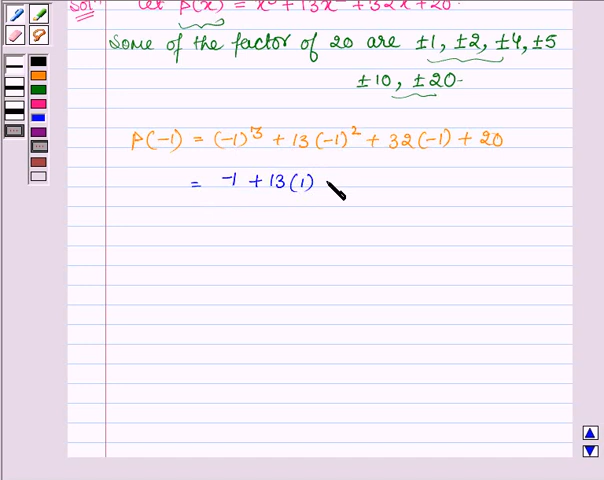 Sol: Let p(x) = x³ + 13x² + 32x + 20.
Some of the factor of 20 are ±1, ±2, ±4, ±5
±10, ±20.
p(-1) = (-1)³ + 13(-1)² + 32(-1) + 20
= -1 + 13(1)